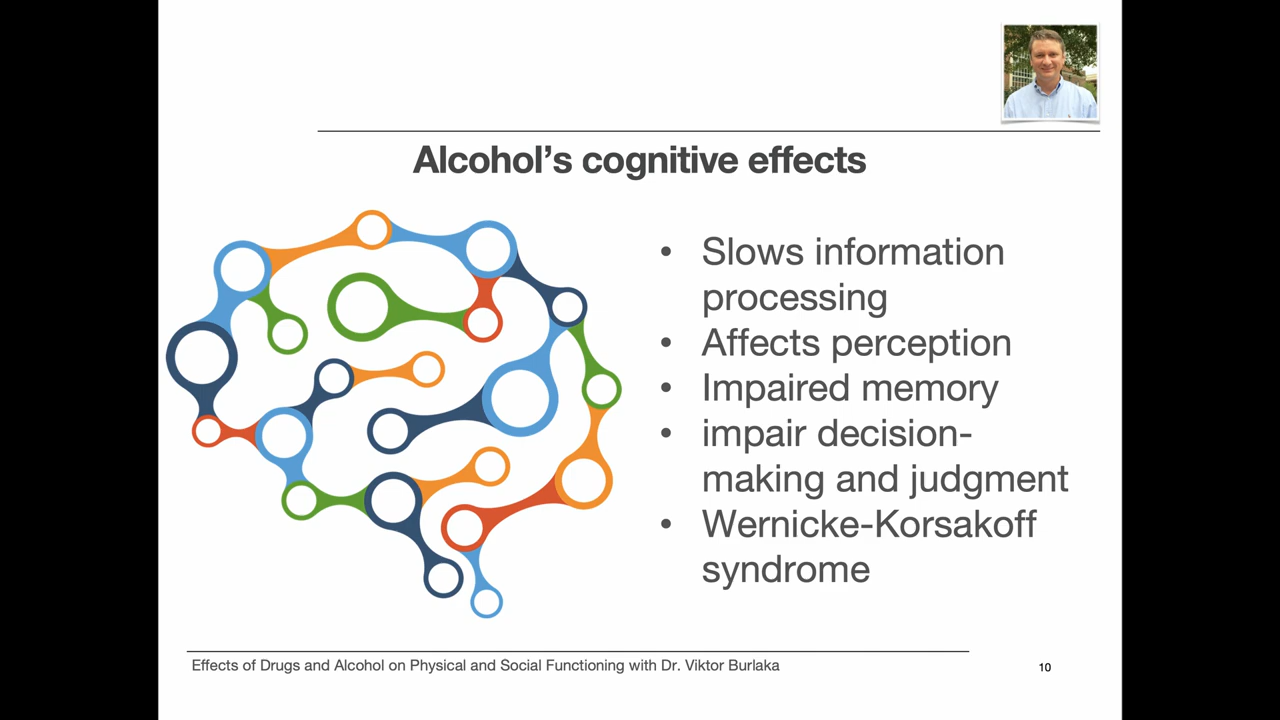 Alcohol’s cognitive effects
• Slows information
processing
• Affects perception
• Impaired memory
• impair decision-
making and judgment
• Wernicke-Korsakoff
syndrome
Effects of Drugs and Alcohol on Physical and Social Functioning with Dr. Viktor Burlaka
10